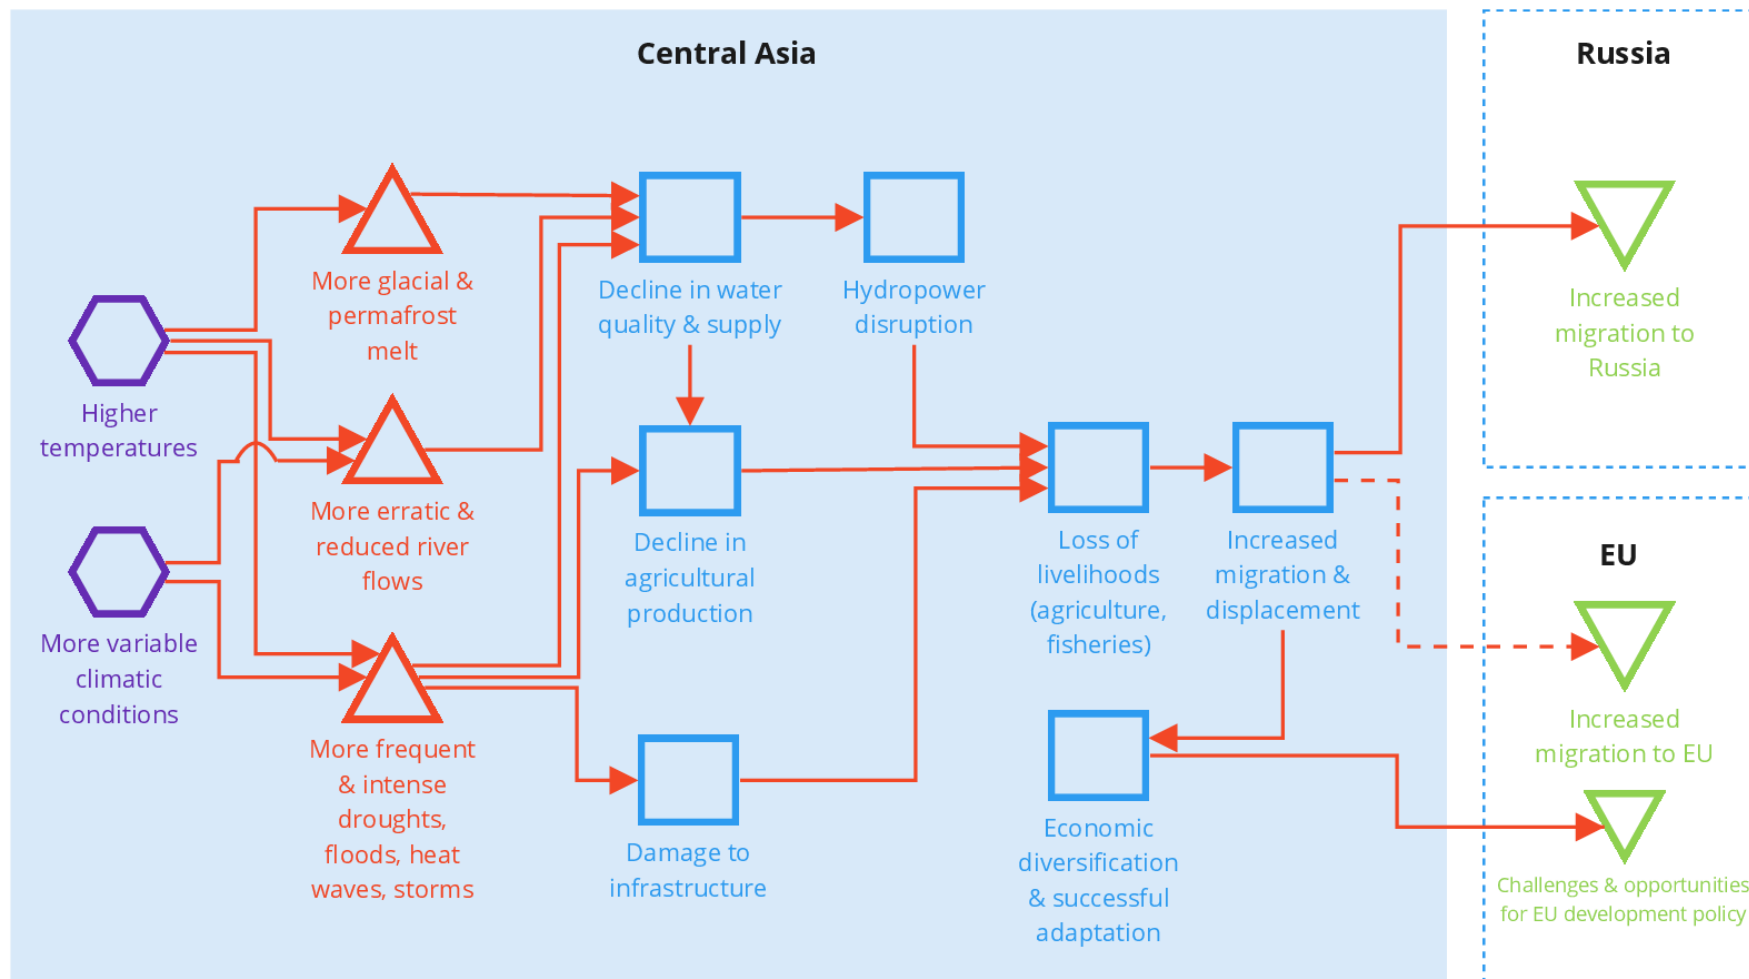 Central Asia
Russia
More glacial &
permafrost
melt
Decline in water
quality & supply
Hydropower
disruption
Increased
migration to
Russia
Higher
temperatures
More erratic &
reduced river
flows
Decline in
agricultural
production
Loss of
livelihoods
(agriculture,
fisheries)
Increased
migration &
displacement
EU
More variable
climatic
conditions
Increased
migration to EU
More frequent
& intense
droughts,
floods, heat
waves, storms
Damage to
infrastructure
Economic
diversification
& successful
adaptation
Challenges & opportunities
for EU development policy